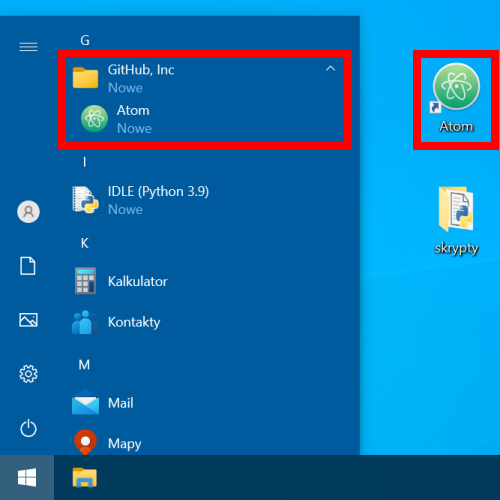 G
GitHub, Inc
Nowe
Atom
Nowe
I
IDLE (Python 3.9)
Nowe
K
Kalkulator
Kontakty
M
Mail
Mapy
Atom
skrypty